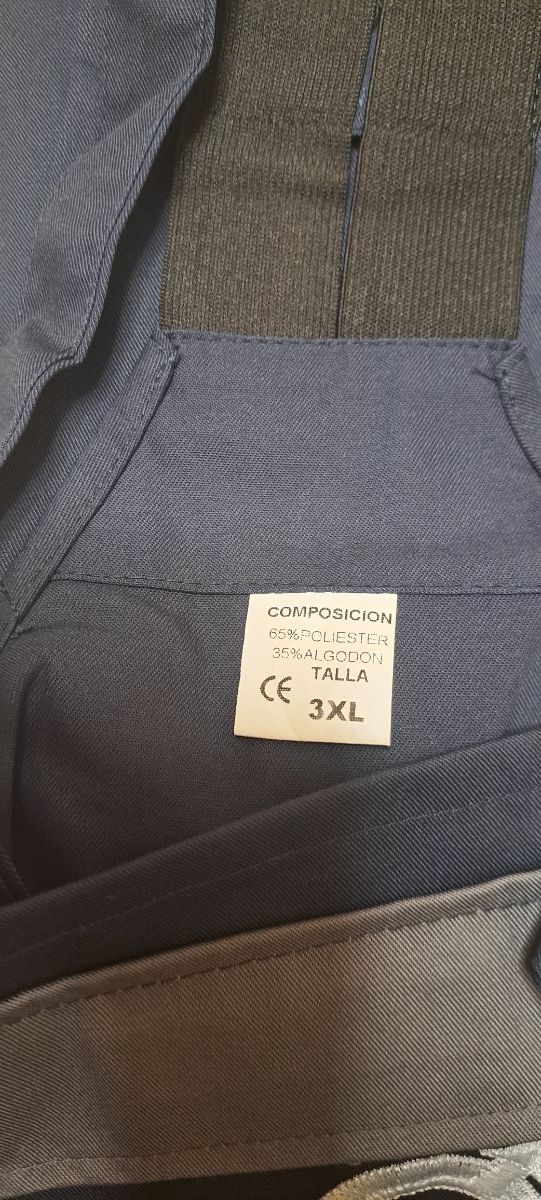 COMPOSICION
65%POLIESTER
35%ALGODON
TALLA
CE 3XL